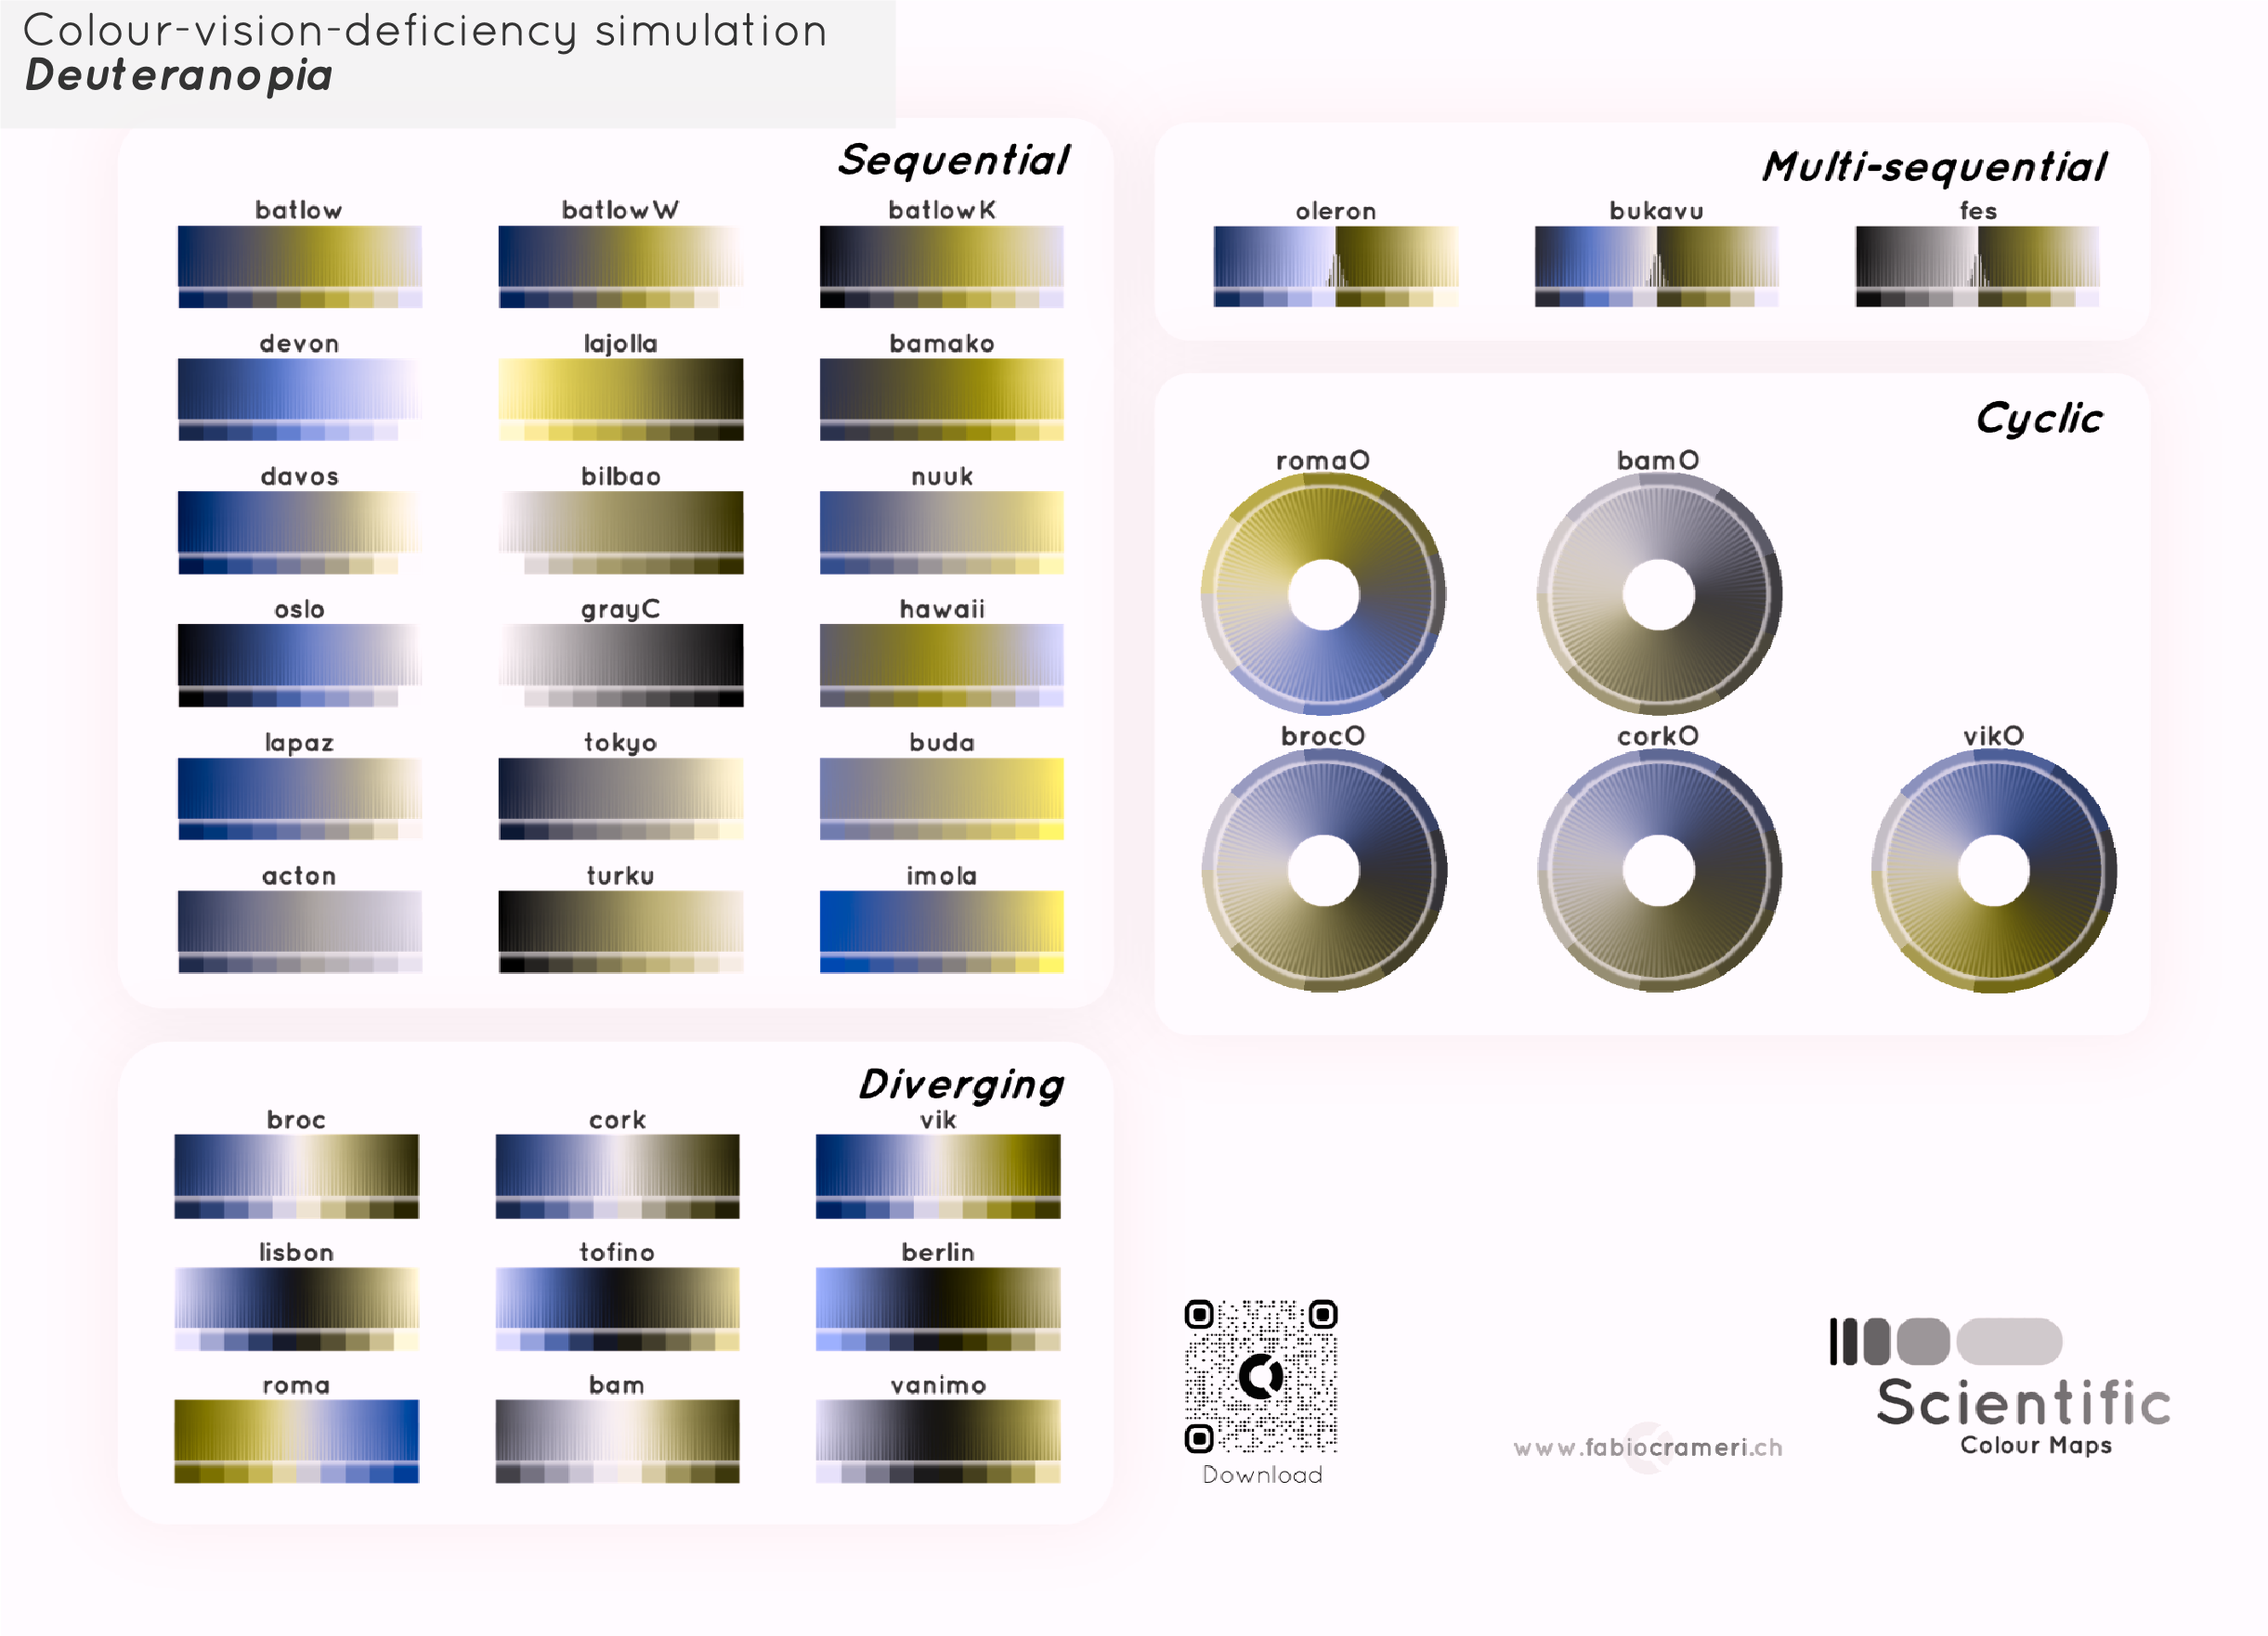 Colour-vision-deficiency simulation
Deuteranopia
Sequential
batlow
batlowW
batlowK
devon
lajolla
bamako
davos
bilbao
nuuk
oslo
grayC
hawaii
lapaz
tokyo
buda
acton
turku
imola
Multi-sequential
oleron
bukavu
fes
Cyclic
romaO
bamO
brocO
corkO
vikO
Diverging
broc
cork
vik
lisbon
tofino
berlin
roma
bam
vanimo
Download
www.fabiocrameri.ch
Scientific
Colour Maps